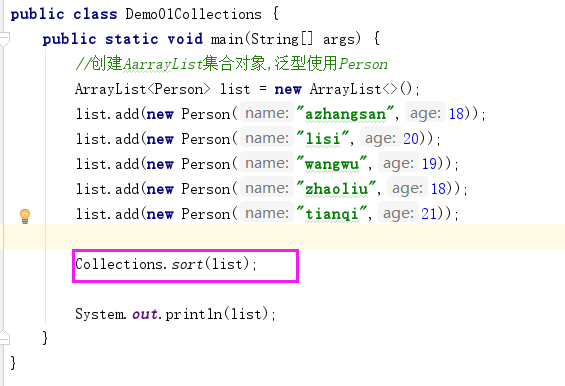 public class Demo01Collections {
public static void main(String[] args) {
//创建AarrayList集合对象,泛型使用Person
ArrayList<Person> list = new ArrayList<>();
list.add(new Person( name: "azhangsan", age: 18));
list.add(new Person( name: "lisi", age: 20));
list.add(new Person( name: "wangwu", age: 19));
list.add(new Person( name: "zhaoliu", age: 18));
list.add(new Person( name: "tianqi", age: 21));
Collections.sort(list);
System.out.println(list);
}
}